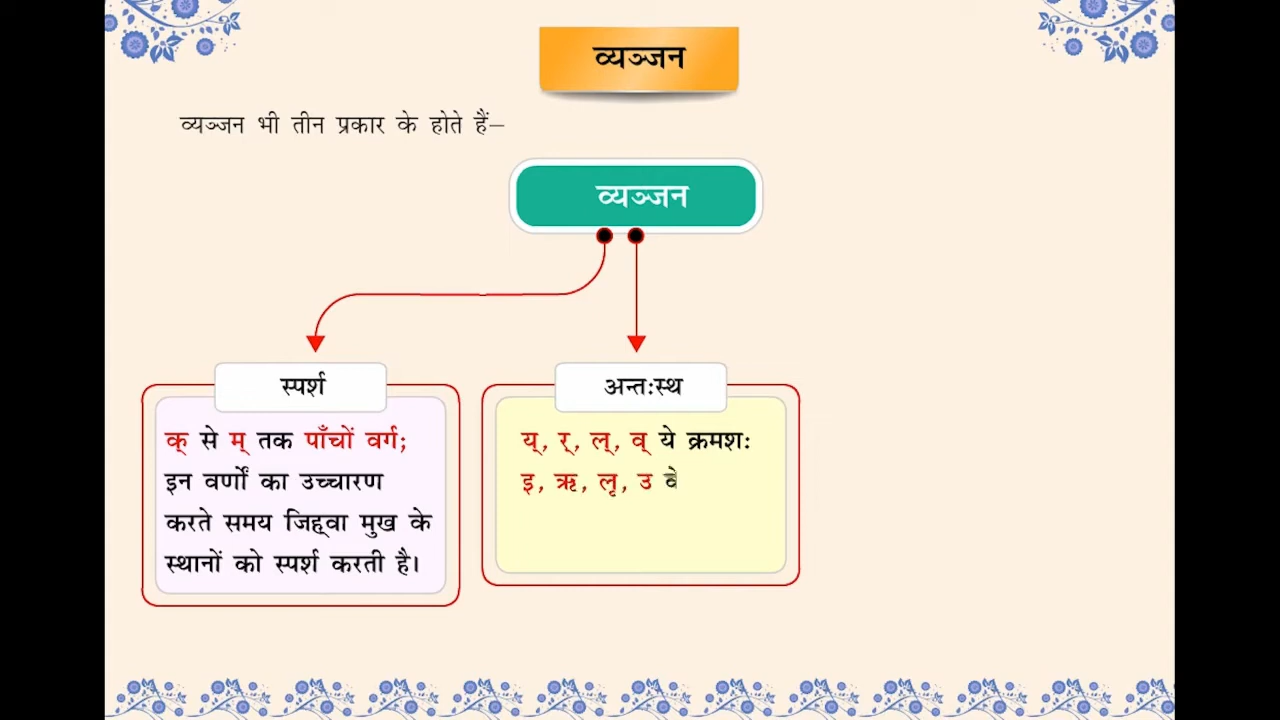 व्यञ्जन
व्यञ्जन भी तीन प्रकार के होते हैं–
व्यञ्जन
स्पर्श
क् से म् तक पाँचों वर्ग;
इन वर्णों का उच्चारण
करते समय जिह्वा मुख के
स्थानों को स्पर्श करती है।
अन्तःस्थ
य्, र्, ल्, व् ये क्रमशः
इ, ऋ, लृ, उ